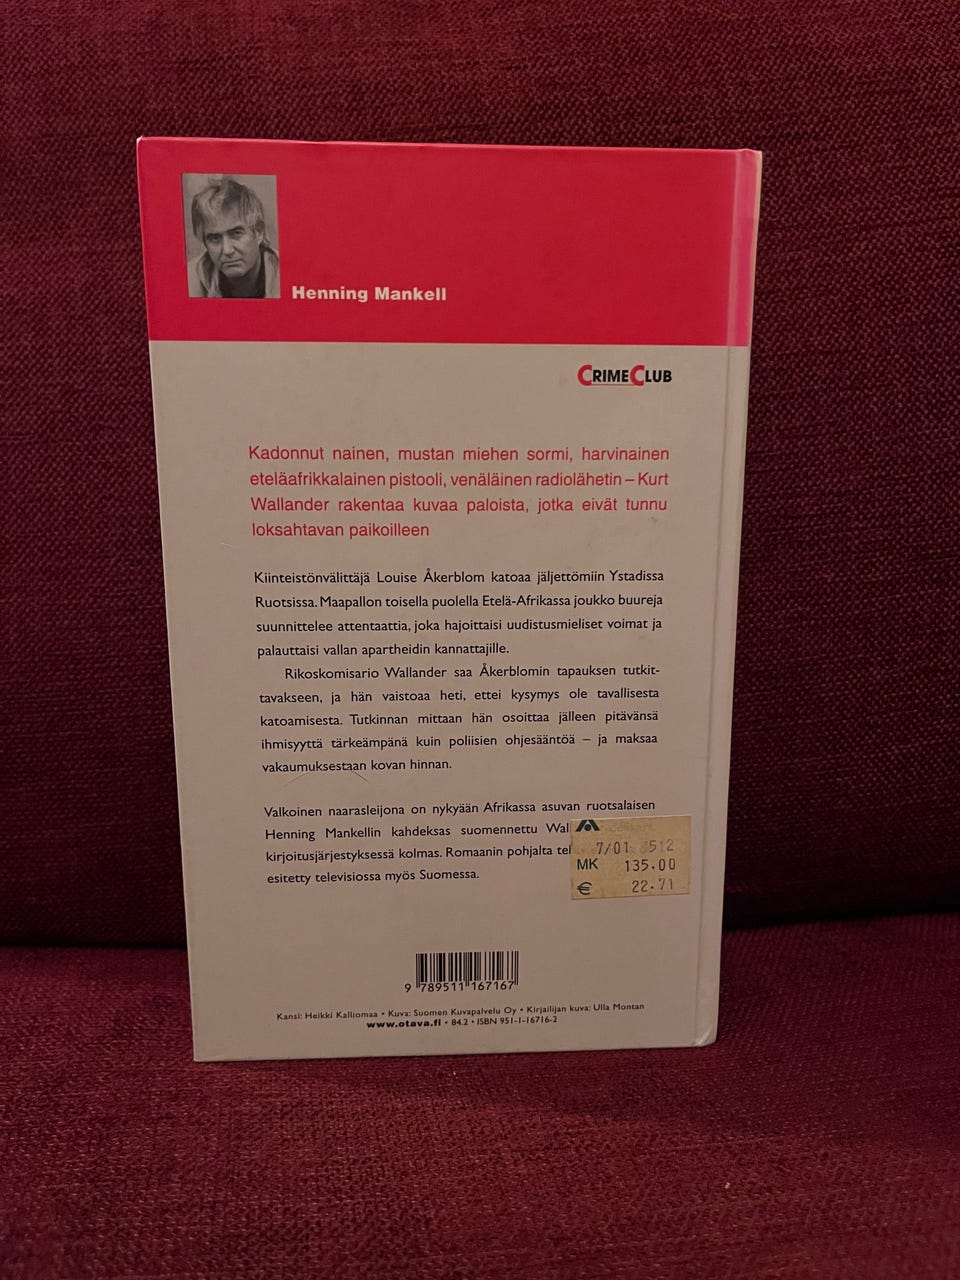 Henning Mankell
CRIMECLUB
Kadonnut nainen, mustan miehen sormi, harvinainen
eteläafrikkalainen pistooli, venäläinen radiolähetin – Kurt
Wallander rakentaa kuvaa paloista, jotka eivät tunnu
loksahtavan paikoilleen
Kiinteistönvälittäjä Louise Åkerblom katoaa jäljettömiin Ystadissa
Ruotsissa. Maapallon toisella puolella Etelä-Afrikassa joukko buureja
suunnittelee attentaattia, joka hajoittaisi uudistusmieliset voimat ja
palauttaisi vallan apartheidin kannattajille.
Rikoskomisario Wallander saa Åkerblomin tapauksen tutkit-
tavakseen, ja hän vaistoaa heti, ettei kysymys ole tavallisesta
katoamisesta. Tutkinnan mittaan hän osoittaa jälleen pitävänsä
ihmisyyttä tärkeämpänä kuin poliisien ohjesääntöä – ja maksaa
vakaumuksestaan kovan hinnan.
Valkoinen naarasleijona on nykyään Afrikassa asuvan ruotsalaisen
Henning Mankellin kahdeksas suomennettu Wal
kirjoitusjärjestyksessä kolmas. Romaanin pohjalta te
esitetty televisiossa myös Suomessa.
7/01 512
MK 135.00
€ 22.71
9 789511 167167
Kansi: Heikki Kalliomaa • Kuva: Suomen Kuvapalvelu Oy • Kirjailijan kuva: Ulla Montan
www.otava.fi • 84.2 • ISBN 951-1-16716-2